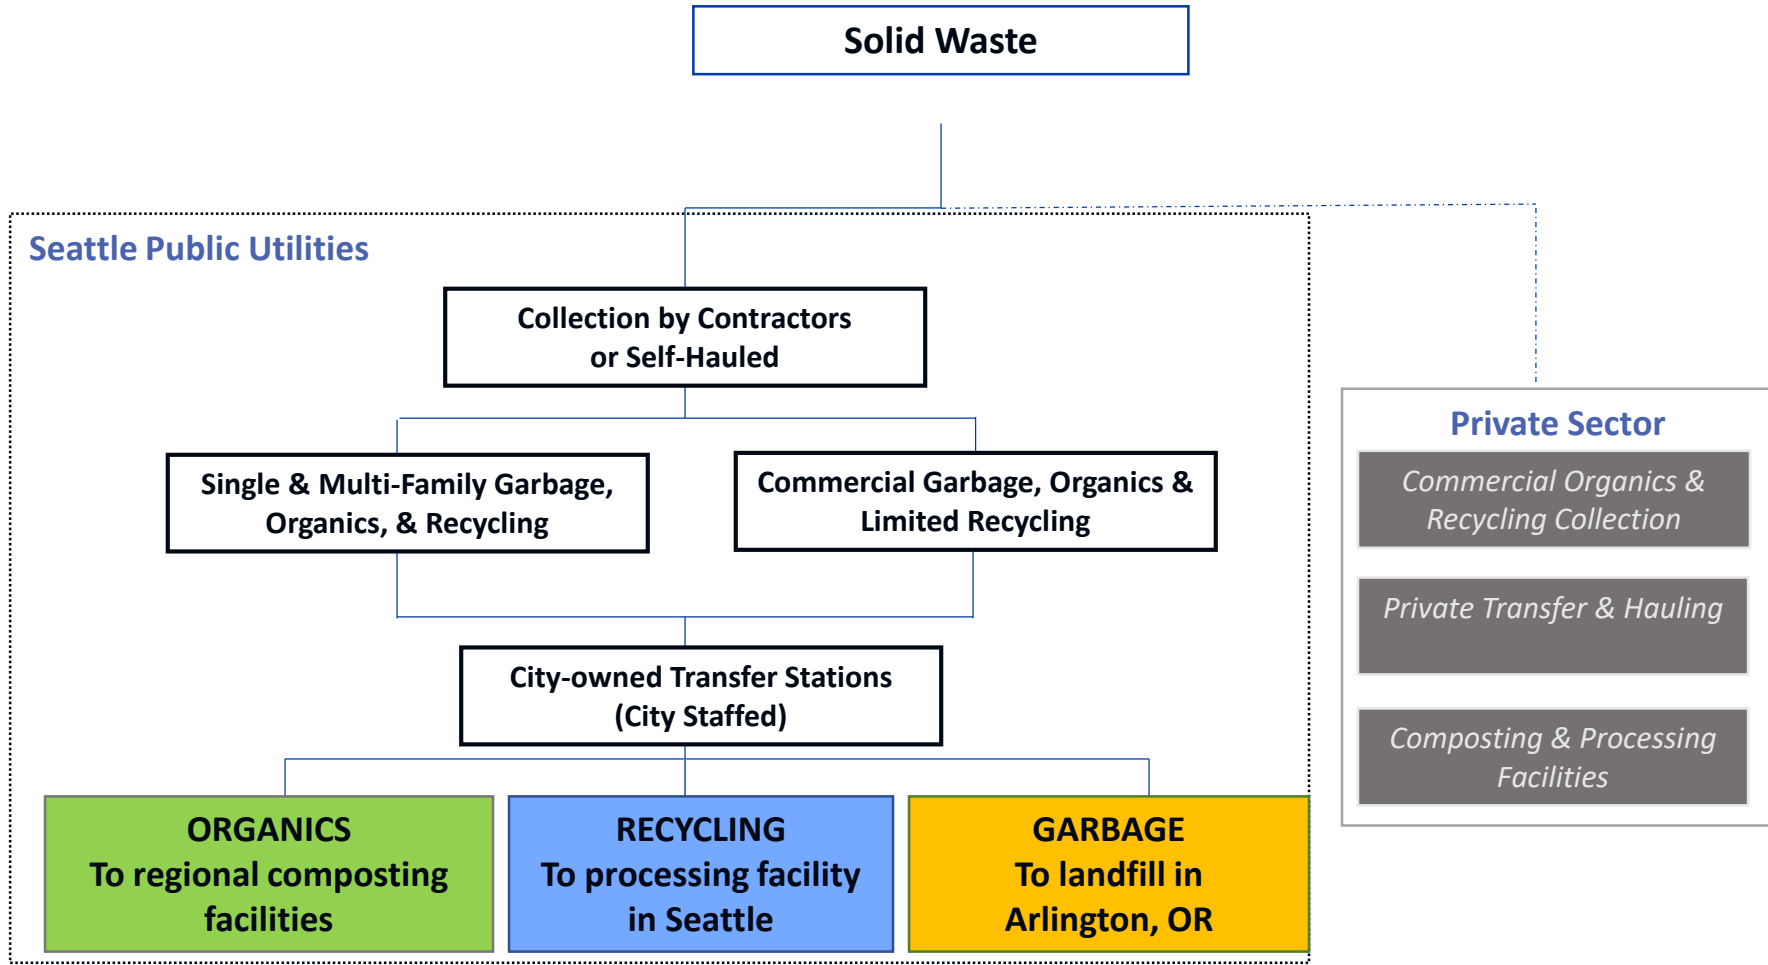 Solid Waste
Seattle Public Utilities
Collection by Contractors
or Self-Hauled
Single & Multi-Family Garbage,
Organics, & Recycling
Commercial Garbage, Organics &
Limited Recycling
City-owned Transfer Stations
(City Staffed)
ORGANICS
To regional composting
facilities
RECYCLING
To processing facility
in Seattle
GARBAGE
To landfill in
Arlington, OR
Private Sector
Commercial Organics &
Recycling Collection
Private Transfer & Hauling
Composting & Processing
Facilities